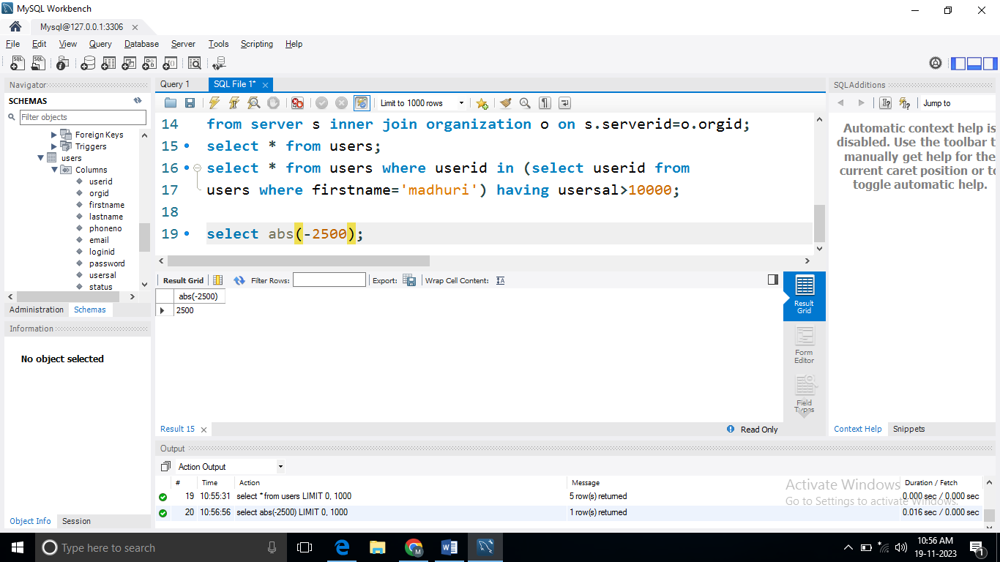 MySQL Workbench
Mysql@127.0.0.1:3306
File Edit View Query Database Server Tools Scripting Help
Navigator
SCHEMAS
Filter objects
Foreign Keys
Triggers
users
Columns
userid
orgid
firstname
lastname
phoneno
email
loginid
password
usersal
status
Administration Schemas
Information
No object selected
Object Info Session
Query 1 SQL File 1*
Limit to 1000 rows
14 from server s inner join organization o on s.serverid=o.orgid;
15 select * from users;
16 select * from users where userid in (select userid from
17 users where firstname='madhuri') having usersal>10000;
18
19 select abs(-2500);
Result Grid Filter Rows: Export: Wrap Cell Content:
abs(-2500)
2500
Result Grid
Form Editor
Field Types
Result 15 Read Only
Output
Action Output
# Time Action Message Duration / Fetch
19 10:55:31 select * from users LIMIT 0, 1000 5 row(s) returned 0.000 sec / 0.000 sec
20 10:56:56 select abs(-2500) LIMIT 0, 1000 1 row(s) returned 0.016 sec / 0.000 sec
SQLAdditions
Jump to
Automatic context help is
disabled. Use the toolbar t
manually get help for the
current caret position or to
toggle automatic help.
Context Help Snippets
Activate Windows
Go to Settings to activate Windows.
Type here to search
10:56 AM
19-11-2023
1